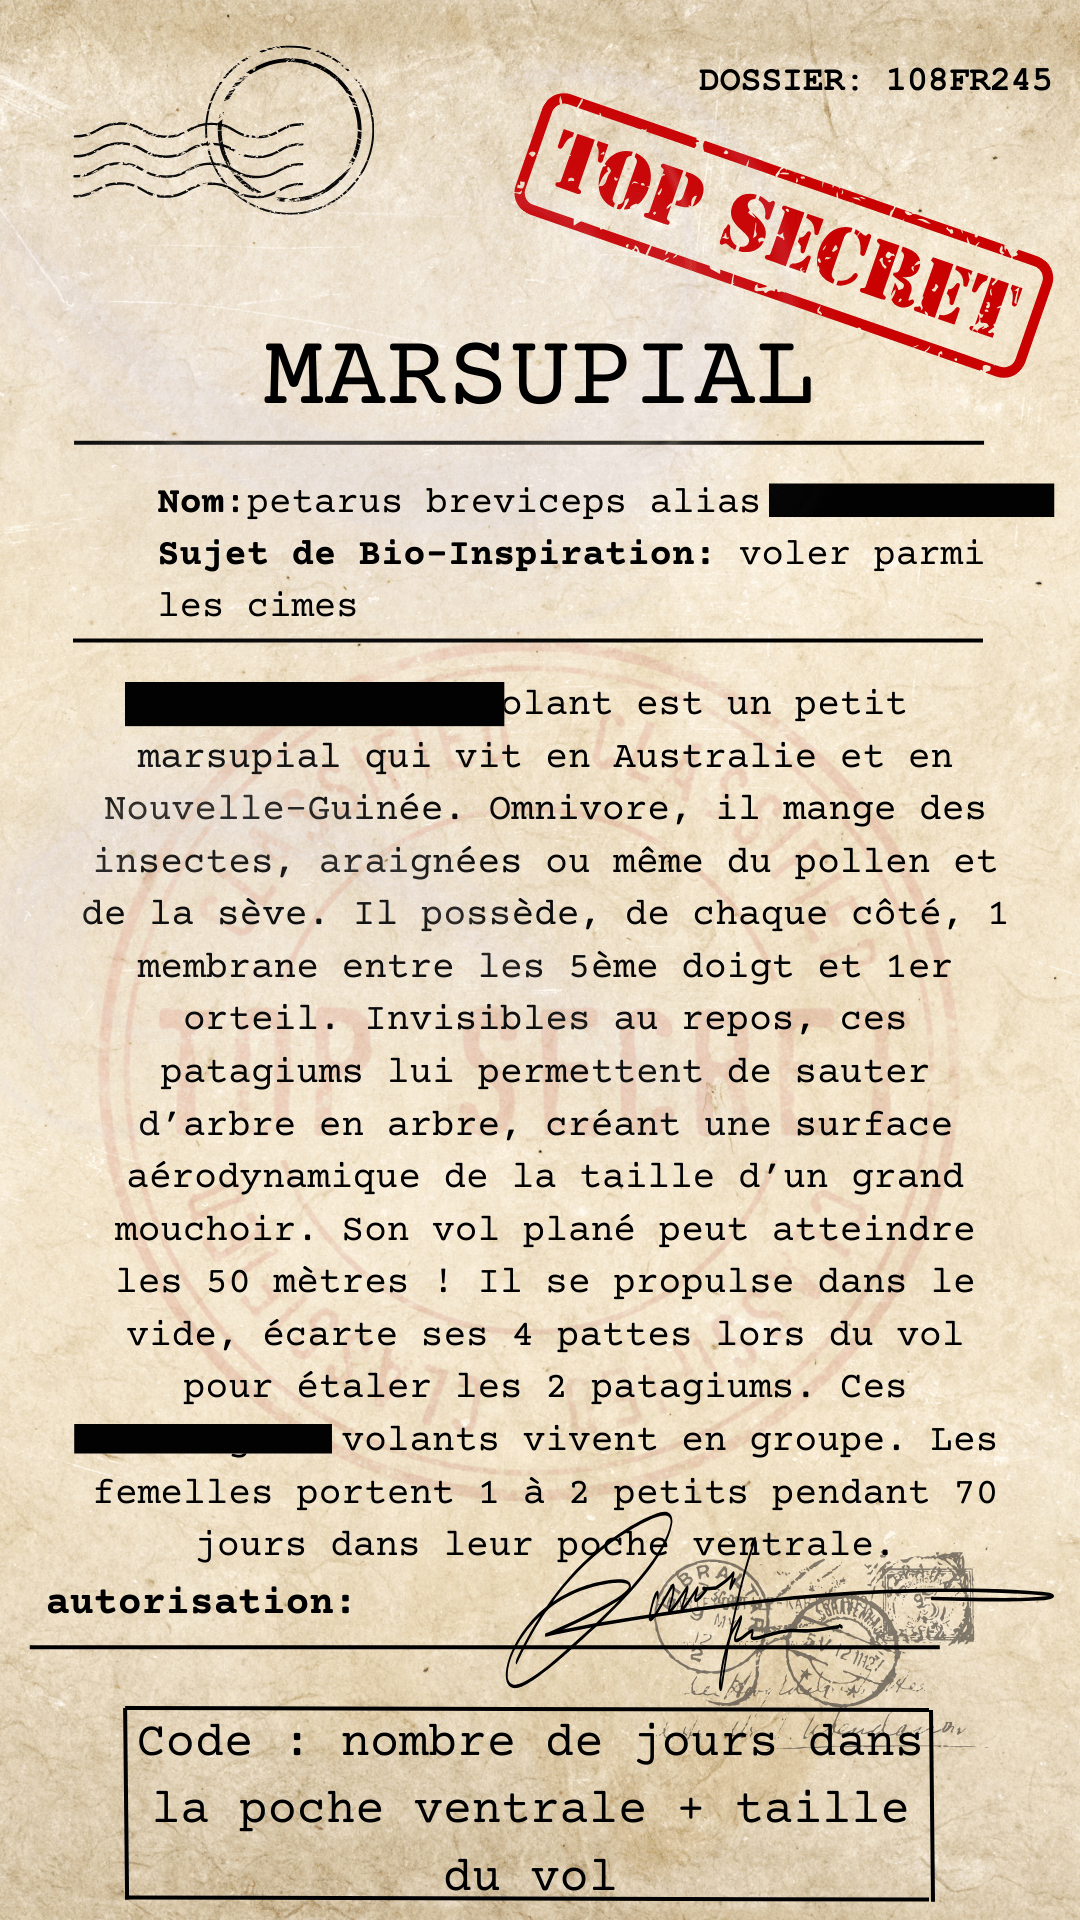 DOSSIER: 108FR245
TOP SECRET
MARSUPIAL
Nom:petarus breviceps alias
Sujet de Bio-Inspiration: voler parmi
les cimes
olant est un petit
marsupial qui vit en Australie et en
Nouvelle-Guinée. Omnivore, il mange des
insectes, araignées ou même du pollen et
de la sève. Il possède, de chaque côté, 1
membrane entre les 5ème doigt et 1er
orteil. Invisibles au repos, ces
patagiums lui permettent de sauter
d’arbre en arbre, créant une surface
aérodynamique de la taille d’un grand
mouchoir. Son vol plané peut atteindre
les 50 mètres ! Il se propulse dans le
vide, écarte ses 4 pattes lors du vol
pour étaler les 2 patagiums. Ces
volants vivent en groupe. Les
femelles portent 1 à 2 petits pendant 70
jours dans leur poche ventrale.
CLASSIFIED CLASSIFIED
TOP SECRET
CLASSIFIED
autorisation:
Code : nombre de jours dans
la poche ventrale + taille
du vol